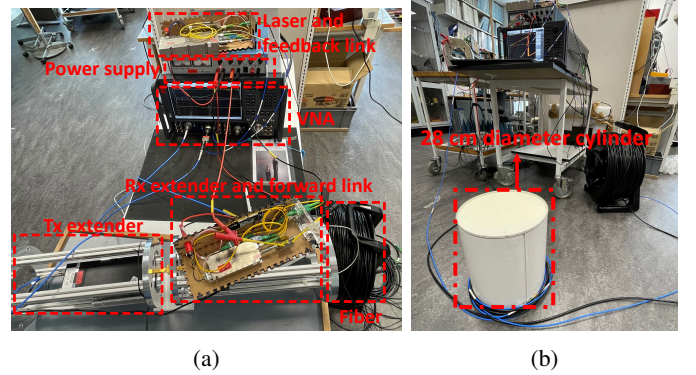 Laser and
feedback link
Power supply
VNA
Rx extender and forward link
Tx extender
Fiber
28 cm diameter cylinder
(a)
(b)